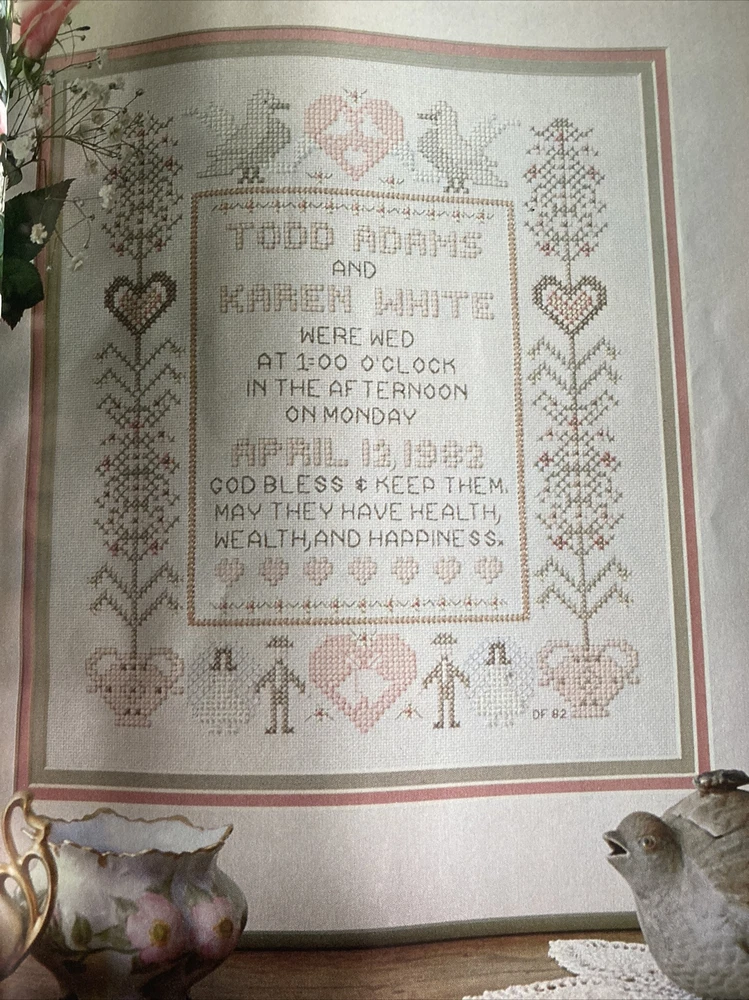 TODD ADAMS
AND
KAREN WHITE
WERE WED
AT 1:00 O'CLOCK
IN THE AFTERNOON
ON MONDAY
APRIL 12, 1982
GOD BLESS & KEEP THEM.
MAY THEY HAVE HEALTH,
WEALTH, AND HAPPINESS.
DF 82